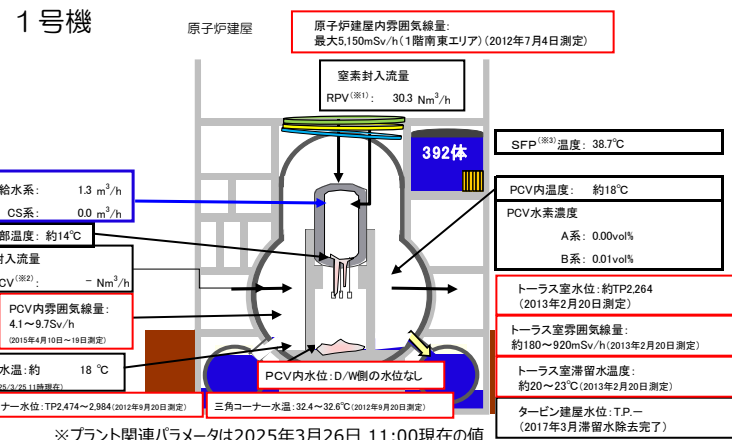 1号機
原子炉建屋
原子炉建屋内雰囲気線量:
最大5,150mSv/h(1階南東エリア)(2012年7月4日測定)
窒素封入流量
RPV(※1): 30.3 Nm³/h
392体
SFP(※3)温度: 38.7℃
給水系: 1.3 m³/h
CS系: 0.0 m³/h
部温度: 約14℃
封入流量
CV(※2): - Nm³/h
PCV内温度: 約18℃
PCV水素濃度
A系: 0.00vol%
B系: 0.01vol%
PCV内雰囲気線量:
4.1~9.7Sv/h
(2015年4月10日~19日測定)
トーラス室水位:約TP2,264
(2013年2月20日測定)
トーラス室雰囲気線量:
約180~920mSv/h(2013年2月20日測定)
トーラス室滞留水温度:
約20~23℃(2013年2月20日測定)
水温:約 18 ℃
25/3/25 11時現在)
PCV内水位:D/W側の水位なし
ナー水位:TP2,474~2,984(2012年9月20日測定)
三角コーナー水温:32.4~32.6℃(2012年9月20日測定)
タービン建屋水位:T.P.-
(2017年3月滞留水除去完了)
※プラント関連パラメータは2025年3月26日 11:00現在の値